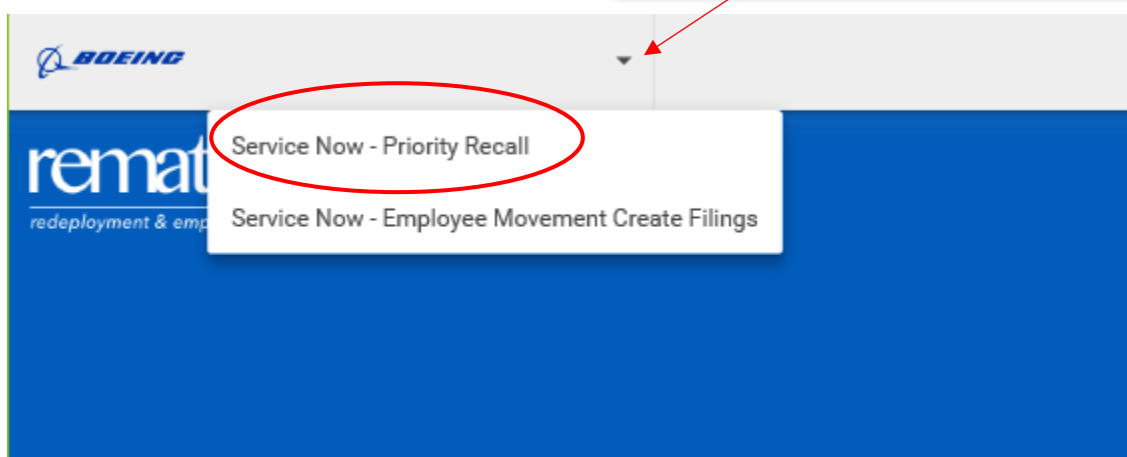 BOEING
Service Now - Priority Recall
remat
redeployment & emp
Service Now - Employee Movement Create Filings